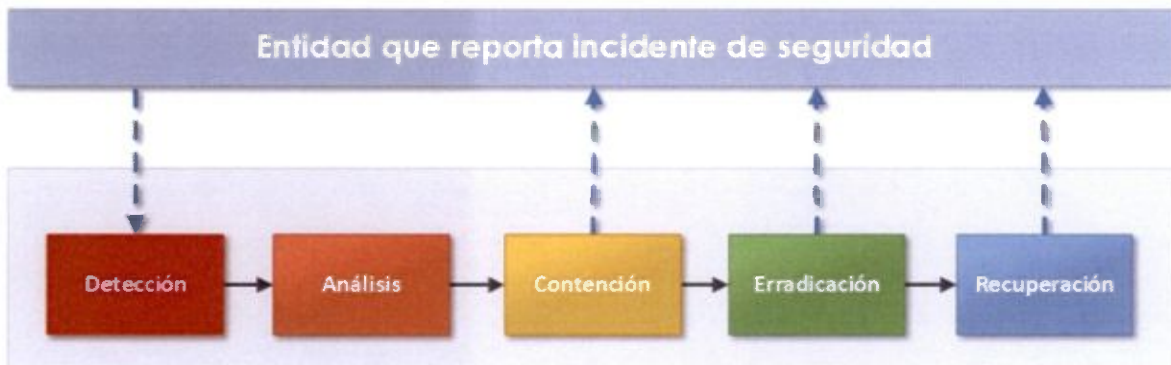 Entidad que reporta incidente de seguridad
Detección
Análisis
Contención
Erradicación
Recuperación